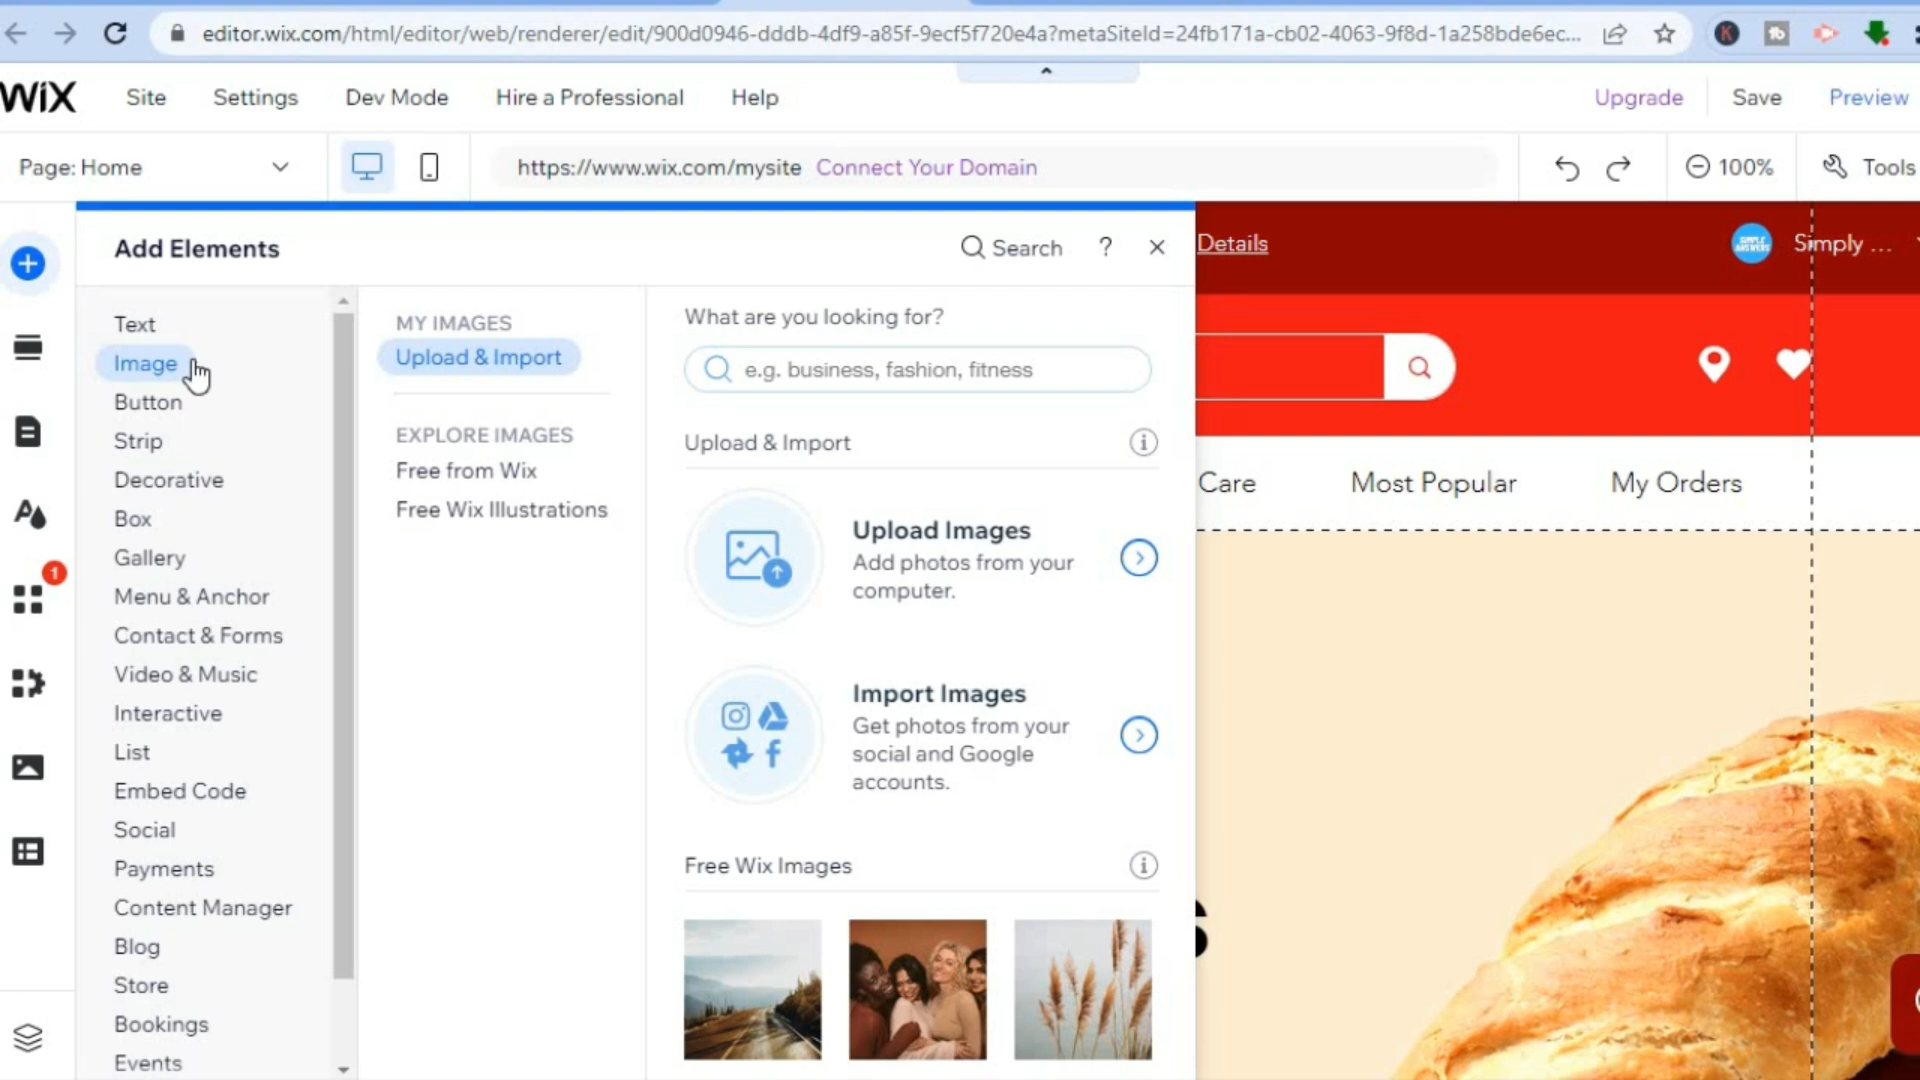 editor.wix.com/html/editor/web/renderer/edit/900d0946-dddb-4df9-a85f-9ecf5f720e4a?metaSiteId=24fb171a-cb02-4063-9f8d-1a258bde6ec...
K
tb
WiX
Site
Settings
Dev Mode
Hire a Professional
Help
Upgrade
Save
Preview
Page: Home
https://www.wix.com/mysite Connect Your Domain
100%
Tools
Add Elements
Search
?
Details
SIMPLE ANSWERS
Simply ...
Text
Image
Button
Strip
Decorative
Box
Gallery
Menu & Anchor
Contact & Forms
Video & Music
Interactive
List
Embed Code
Social
Payments
Content Manager
Blog
Store
Bookings
Events
1
MY IMAGES
Upload & Import
EXPLORE IMAGES
Free from Wix
Free Wix Illustrations
What are you looking for?
e.g. business, fashion, fitness
Upload & Import
Upload Images
Add photos from your
computer.
Import Images
Get photos from your
social and Google
accounts.
Free Wix Images
Care
Most Popular
My Orders
s